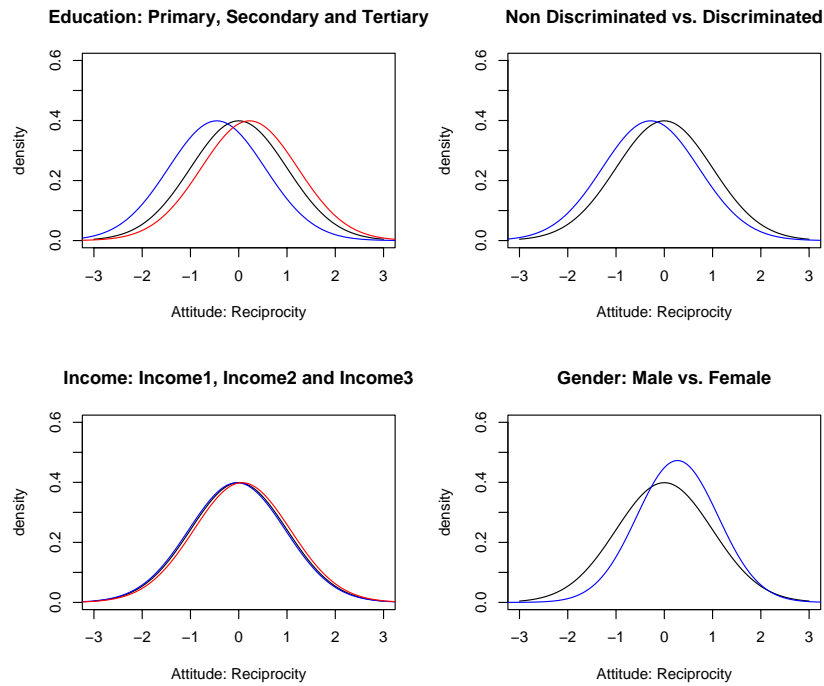 Education: Primary, Secondary and Tertiary
density
0.6
0.4
0.2
0.0
−3 −2 −1 0 1 2 3
Attitude: Reciprocity
Non Discriminated vs. Discriminated
density
0.6
0.4
0.2
0.0
−3 −2 −1 0 1 2 3
Attitude: Reciprocity
Income: Income1, Income2 and Income3
density
0.6
0.4
0.2
0.0
−3 −2 −1 0 1 2 3
Attitude: Reciprocity
Gender: Male vs. Female
density
0.6
0.4
0.2
0.0
−3 −2 −1 0 1 2 3
Attitude: Reciprocity